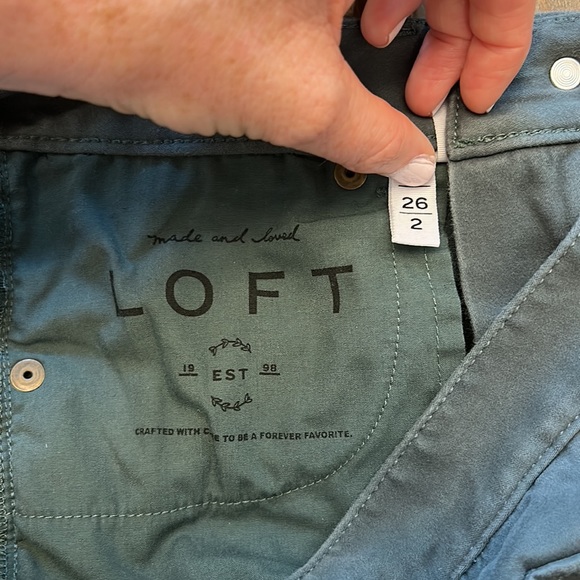 26
2
made and loved
LOFT
19 EST 98
CRAFTED WITH C E TO BE A FOREVER FAVORITE.